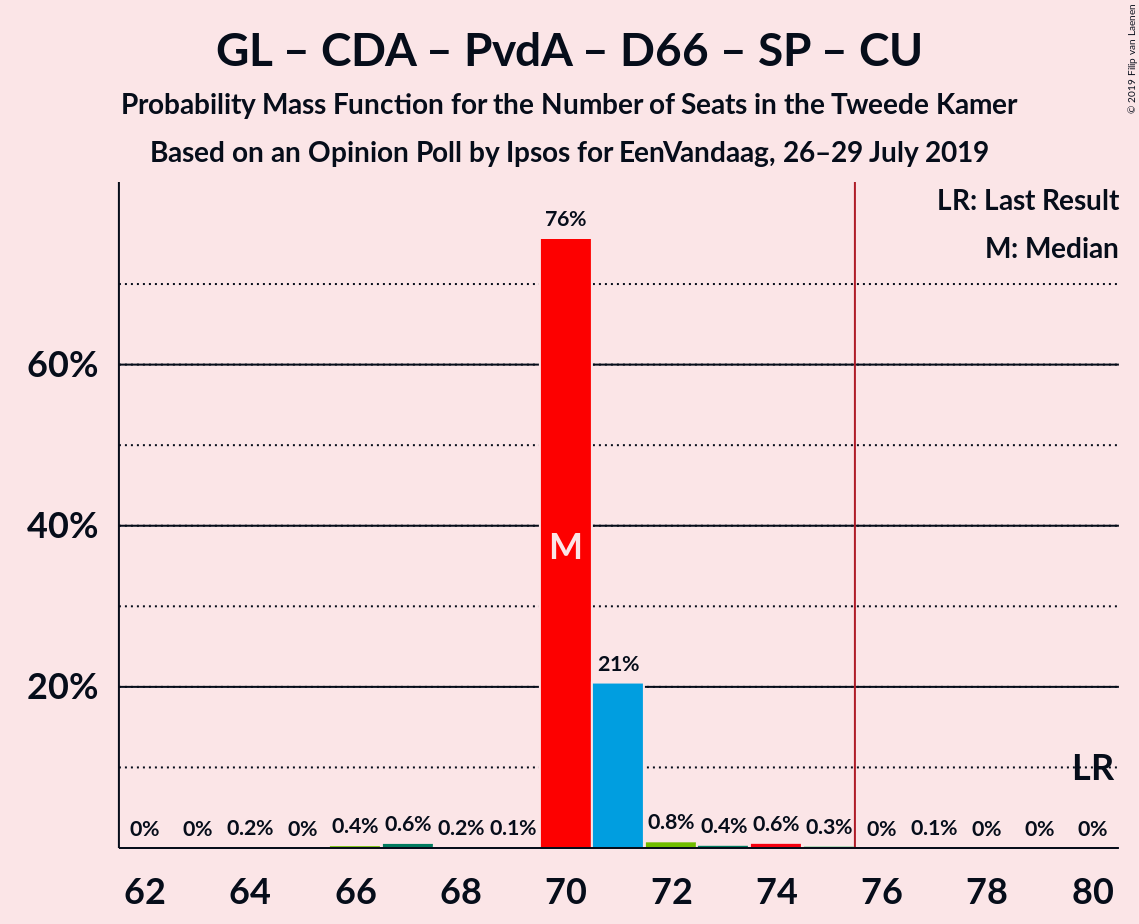 GL – CDA – PvdA – D66 – SP – CU
Probability Mass Function for the Number of Seats in the Tweede Kamer
Based on an Opinion Poll by Ipsos for EenVandaag, 26–29 July 2019
© 2019 Filip van Laenen
LR: Last Result
M: Median
76%
60%
40%
M
21%
20%
LR
0% 0% 0.2% 0% 0.4% 0.6% 0.2% 0.1% 0.8% 0.4% 0.6% 0.3% 0% 0.1% 0% 0% 0%
62 64 66 68 70 72 74 76 78 80